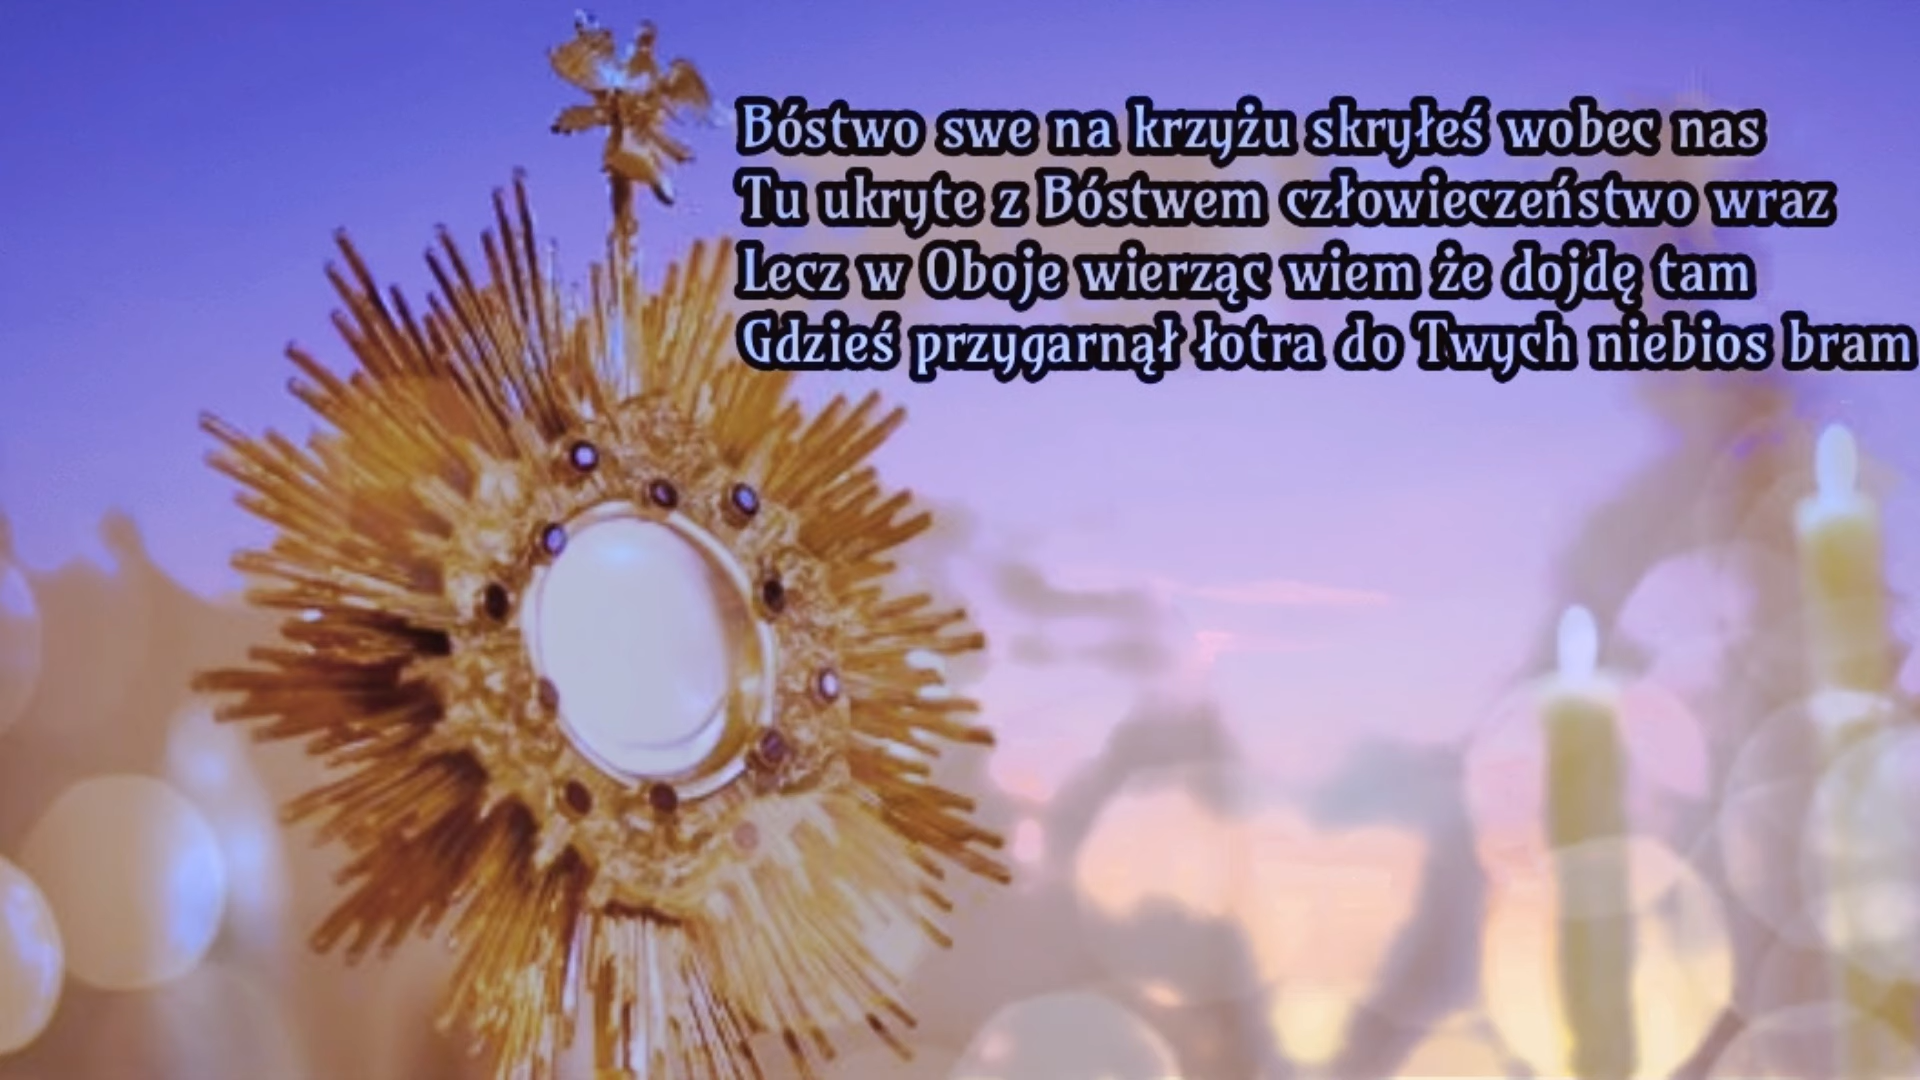 Bóstwo swe na krzyżu skryłeś wobec nas
Tu ukryte z Bóstwem człowieczeństwo wraz
Lecz w Oboje wierząc wiem że dojdę tam
Gdzieś przygarnął łotra do Twych niebios bram